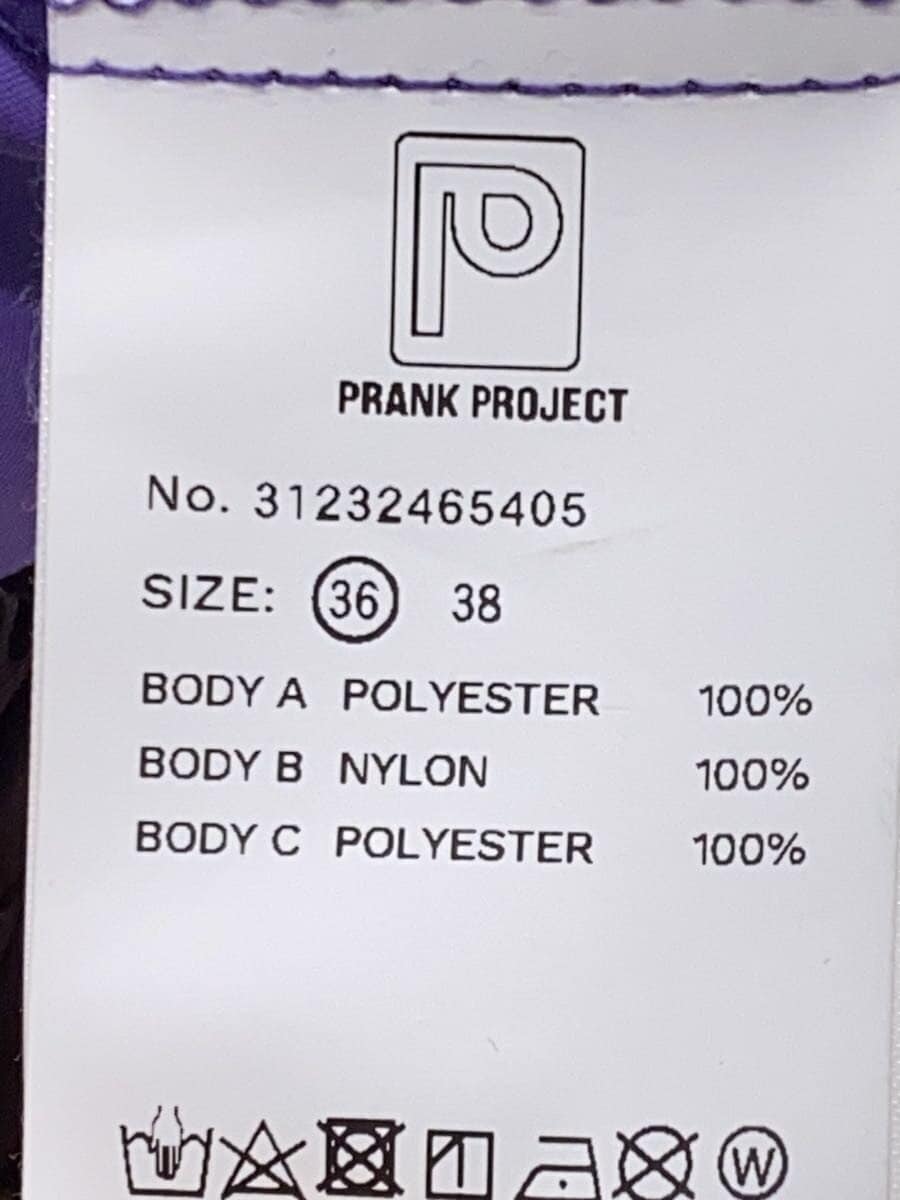 P
PRANK PROJECT
No. 31232465405
SIZE: 36 38
BODY A POLYESTER 100%
BODY B NYLON 100%
BODY C POLYESTER 100%
W